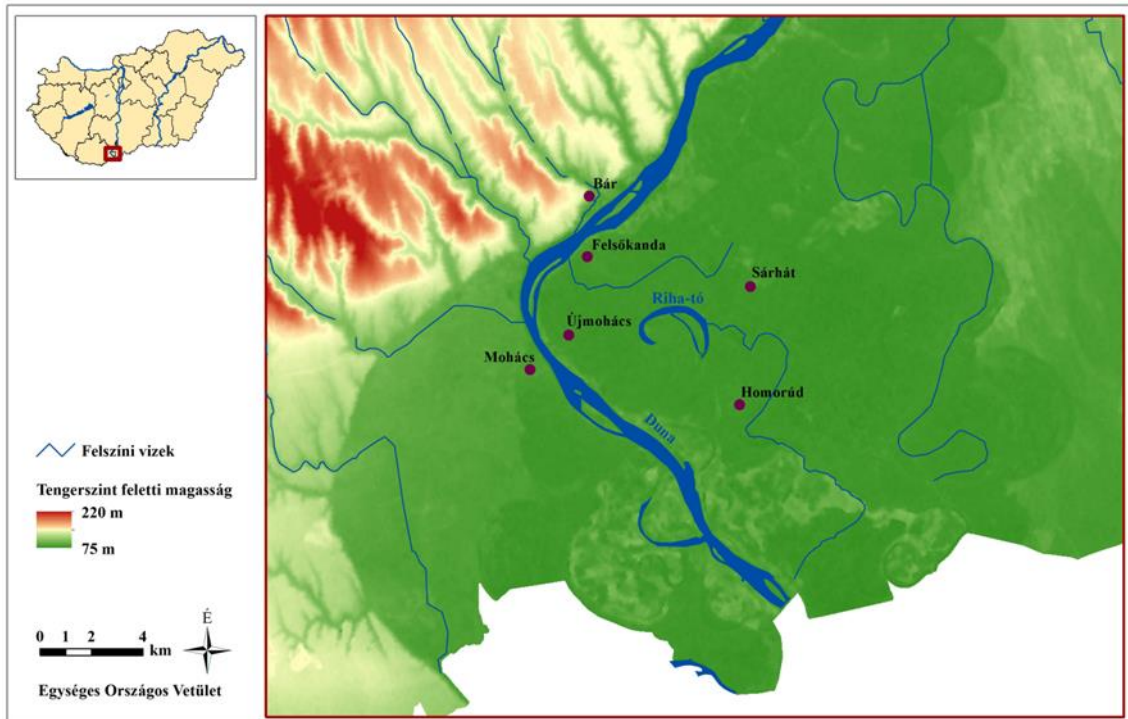 Bár
Felsőkanda
Sárhát
Riha-tó
Újmohács
Mohács
Homorúd
Duna
Felszíni vizek
Tengerszint feletti magasság
220 m
75 m
É
0 1 2 4
km
Egységes Országos Vetület